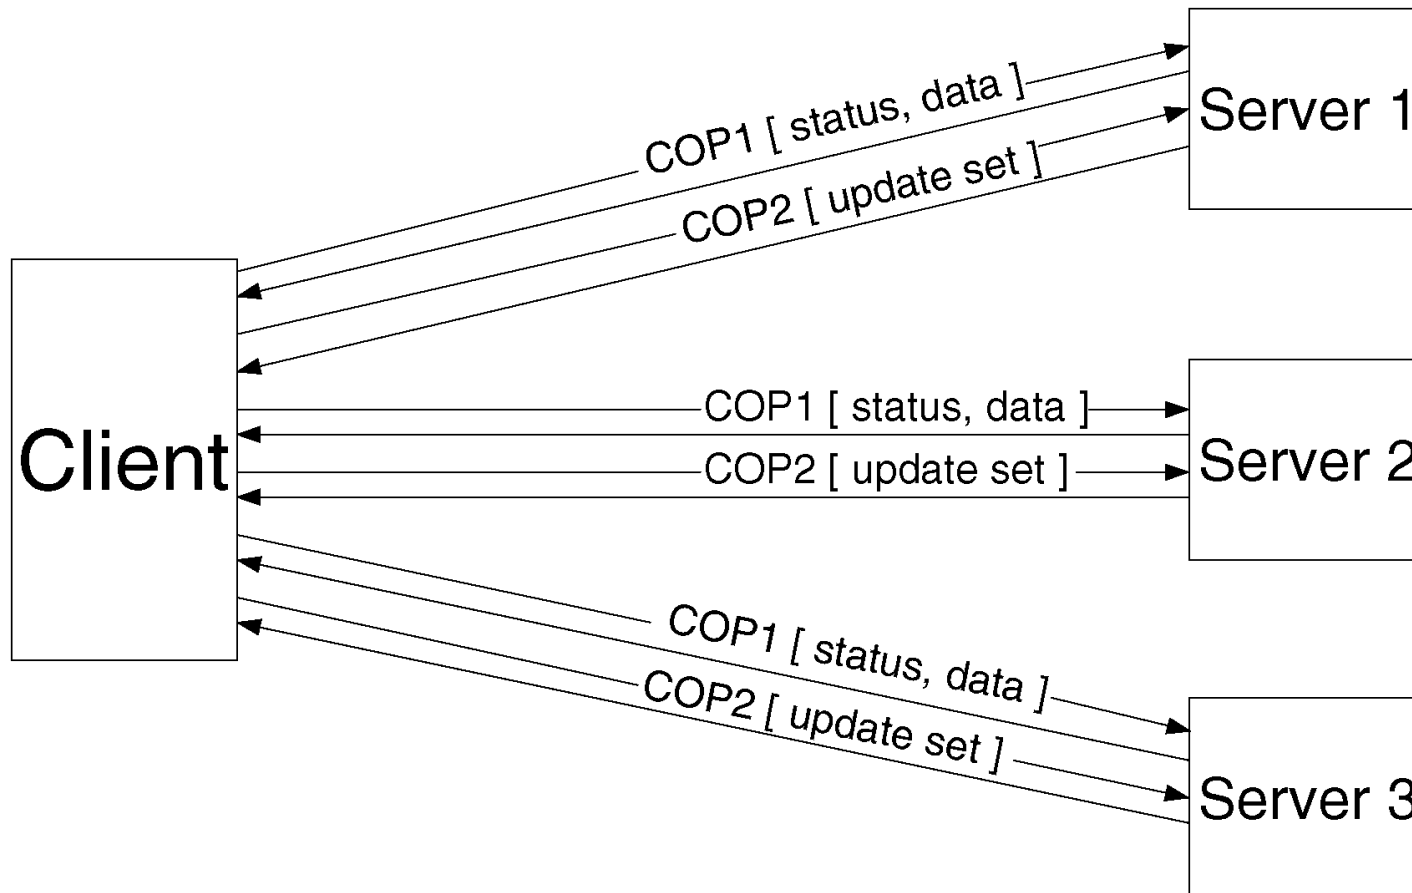 COP1 [ status, data ]
Server 1
COP2 [ update set ]
Client
COP1 [ status, data ]
Server 2
COP2 [ update set ]
COP1 [ status, data ]
COP2 [ update set ]
Server 3